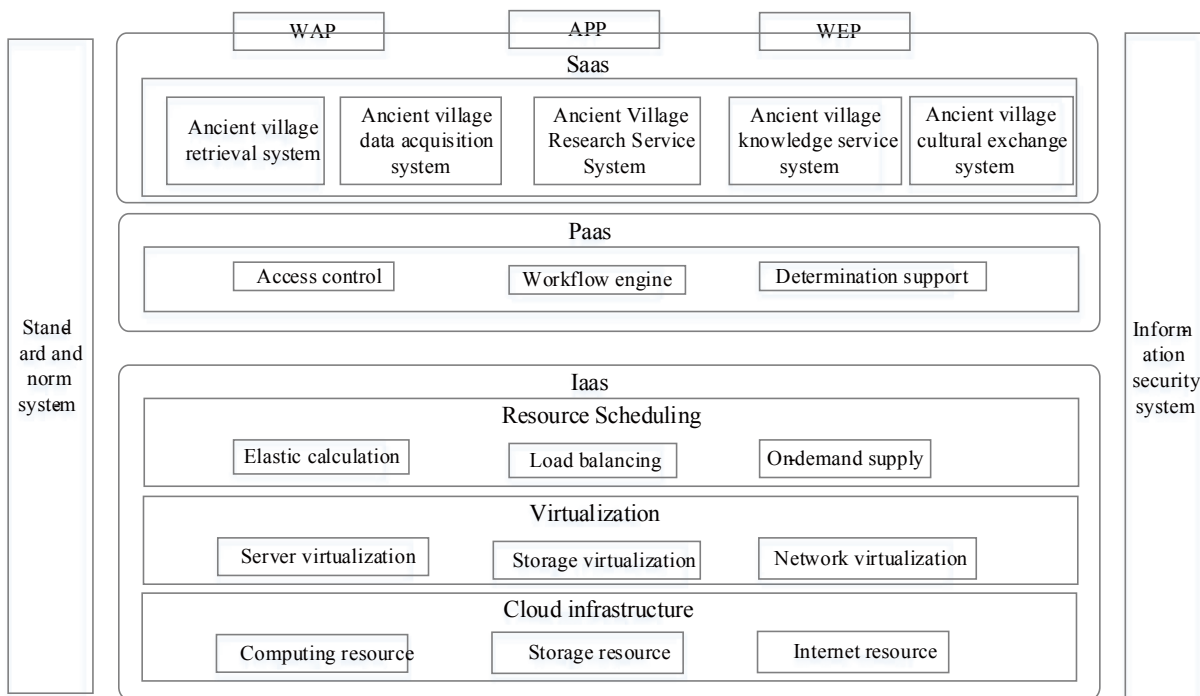 WAP
APP
WEP
Saas
Ancient village
retrieval system
Ancient village
data acquisition
system
Ancient Village
Research Service
System
Ancient village
knowledge service
system
Ancient village
cultural exchange
system
Paas
Access control
Workflow engine
Determination support
Stand-
ard and
norm
system
Inform-
ation
security
system
Iaas
Resource Scheduling
Elastic calculation
Load balancing
On-demand supply
Virtualization
Server virtualization
Storage virtualization
Network virtualization
Cloud infrastructure
Computing resource
Storage resource
Internet resource